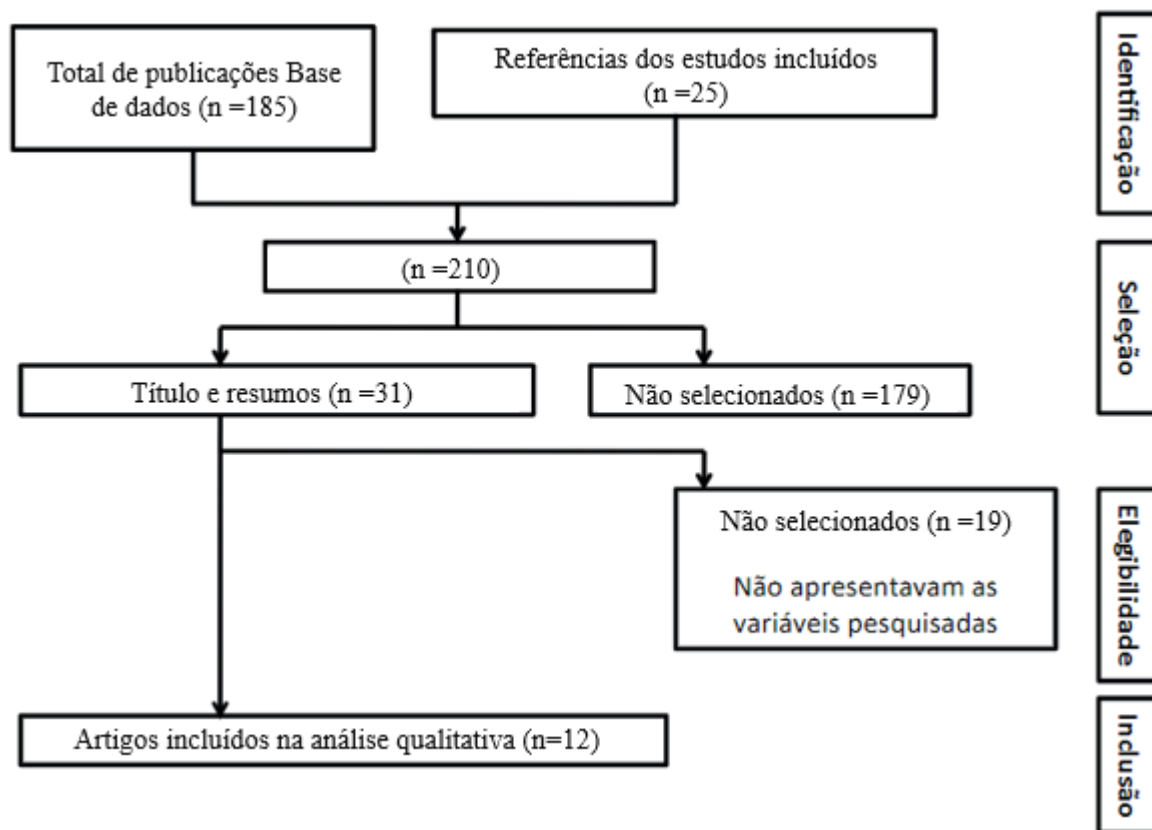 Total de publicações Base
de dados (n =185)
Referências dos estudos incluídos
(n =25)
Identificação
(n =210)
Seleção
Título e resumos (n =31)
Não selecionados (n =179)
Não selecionados (n =19)
Não apresentavam as
variáveis pesquisadas
Elegibilidade
Artigos incluídos na análise qualitativa (n=12)
Inclusão